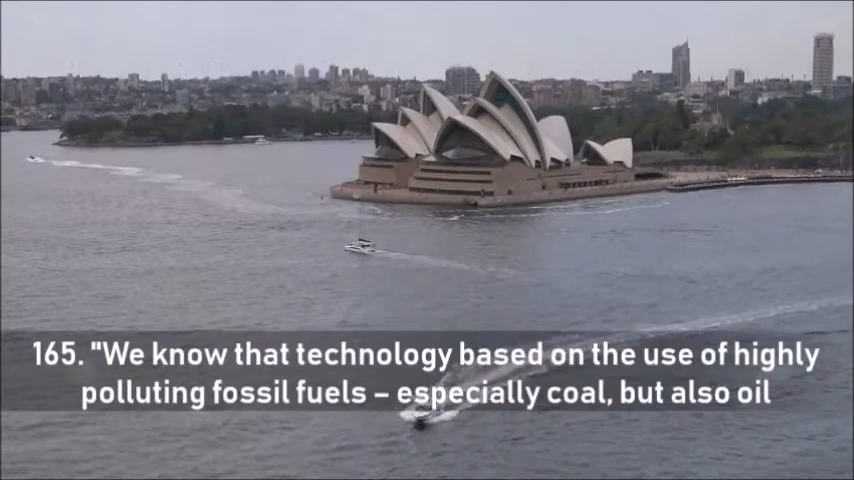 165. "We know that technology based on the use of highly
polluting fossil fuels – especially coal, but also oil